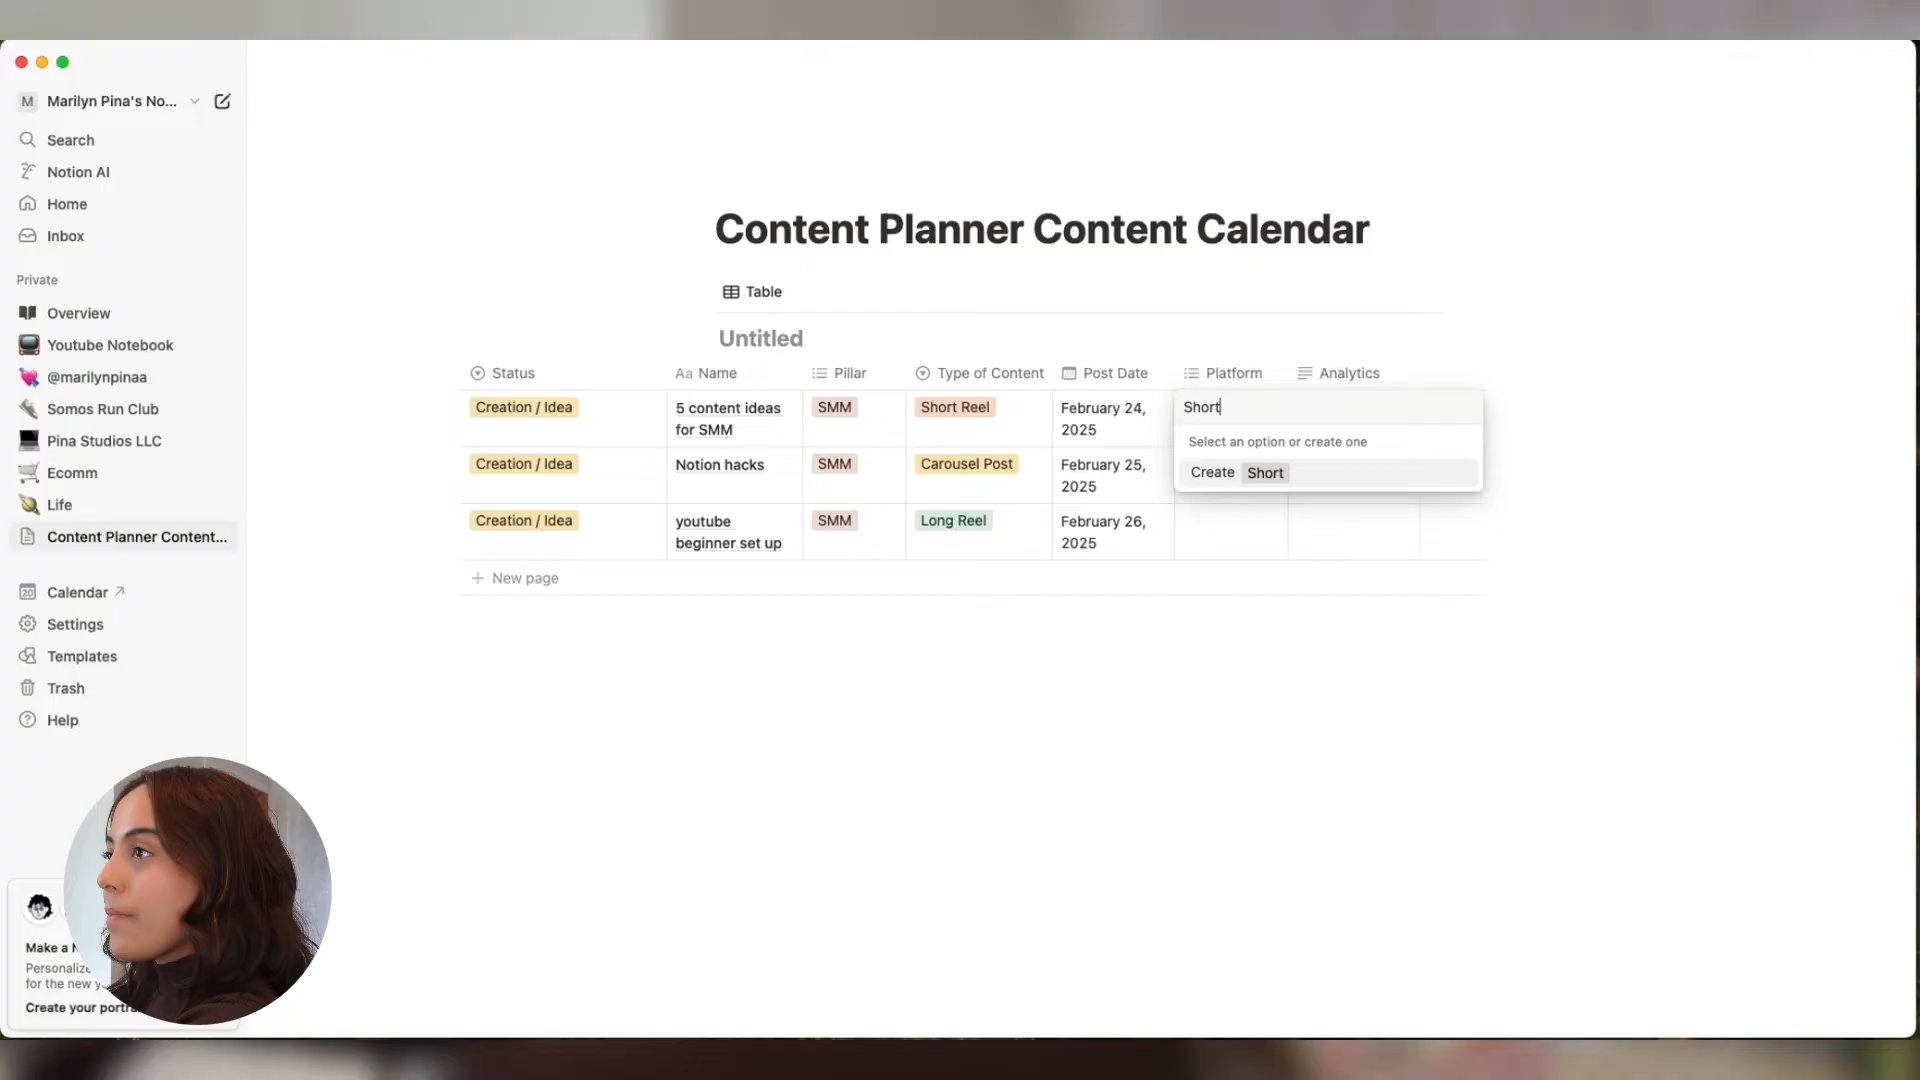 M Marilyn Pina's No...
Search
Notion AI
Home
Inbox
Private
Overview
Youtube Notebook
@marilynpinaa
Somos Run Club
Pina Studios LLC
Ecomm
Life
Content Planner Content...
Calendar
Settings
Templates
Trash
Help
Make a
Personalize
for the new
Create your
Content Planner Content Calendar
Table
Untitled
Status Aa Name Pillar Type of Content Post Date Platform Analytics
Creation / Idea 5 content ideas for SMM SMM Short Reel February 24, 2025 Short
Select an option or create one
Create Short
Creation / Idea Notion hacks SMM Carousel Post February 25, 2025
Creation / Idea youtube beginner set up SMM Long Reel February 26, 2025
+ New page